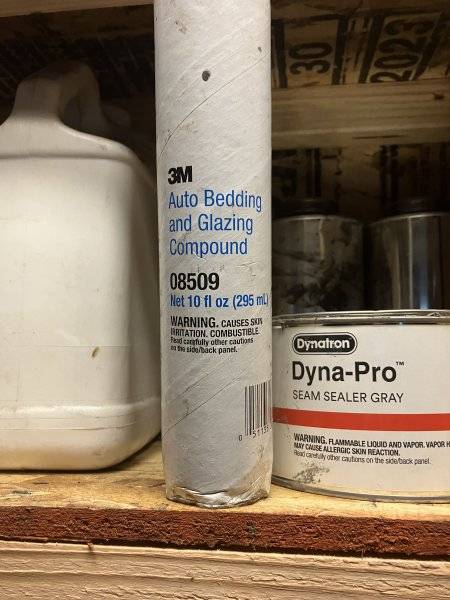 30
2023
3M
Auto Bedding
and Glazing
Compound
08509
Net 10 fl oz (295 mL)
WARNING. CAUSES SKIN
IRRITATION. COMBUSTIBLE.
Read carefully other cautions
on the side/back panel.
0 51135
Dynatron
Dyna-Pro™
SEAM SEALER GRAY
WARNING. FLAMMABLE LIQUID AND VAPOR. VAPOR H
MAY CAUSE ALLERGIC SKIN REACTION.
Read carefully other cautions on the side/back panel.